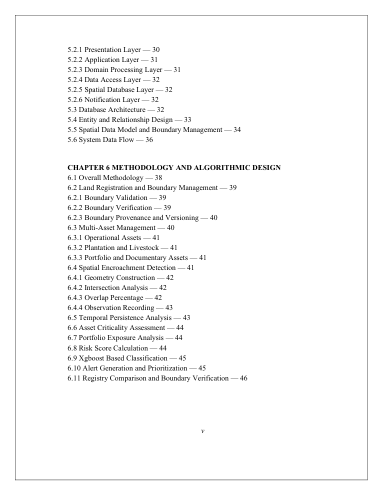 5.2.1 Presentation Layer — 30
5.2.2 Application Layer — 31
5.2.3 Domain Processing Layer — 31
5.2.4 Data Access Layer — 32
5.2.5 Spatial Database Layer — 32
5.2.6 Notification Layer — 32
5.3 Database Architecture — 32
5.4 Entity and Relationship Design — 33
5.5 Spatial Data Model and Boundary Management — 34
5.6 System Data Flow — 36
CHAPTER 6 METHODOLOGY AND ALGORITHMIC DESIGN
6.1 Overall Methodology — 38
6.2 Land Registration and Boundary Management — 39
6.2.1 Boundary Validation — 39
6.2.2 Boundary Verification — 39
6.2.3 Boundary Provenance and Versioning — 40
6.3 Multi-Asset Management — 40
6.3.1 Operational Assets — 41
6.3.2 Plantation and Livestock — 41
6.3.3 Portfolio and Documentary Assets — 41
6.4 Spatial Encroachment Detection — 41
6.4.1 Geometry Construction — 42
6.4.2 Intersection Analysis — 42
6.4.3 Overlap Percentage — 42
6.4.4 Observation Recording — 43
6.5 Temporal Persistence Analysis — 43
6.6 Asset Criticality Assessment — 44
6.7 Portfolio Exposure Analysis — 44
6.8 Risk Score Calculation — 44
6.9 Xgboost Based Classification — 45
6.10 Alert Generation and Prioritization — 45
6.11 Registry Comparison and Boundary Verification — 46
v